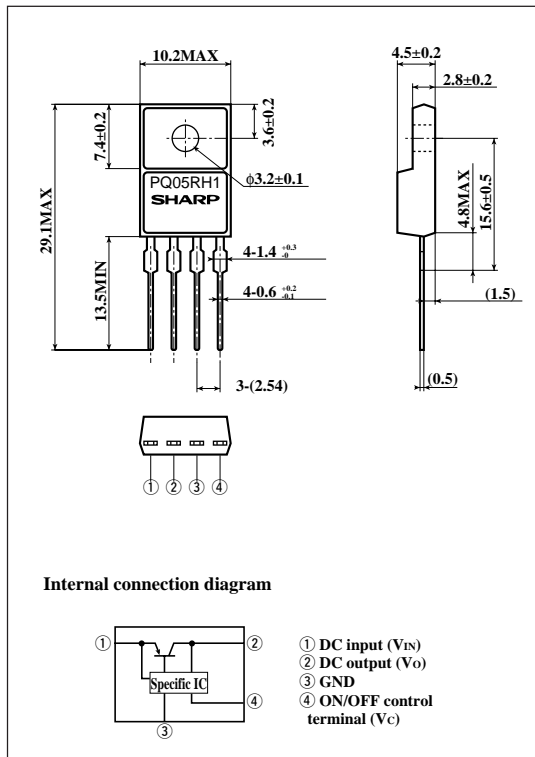 10.2MAX
4.5±0.2
2.8±0.2
7.4±0.2
3.6±0.2
PQ05RH1
SHARP
φ3.2±0.1
29.1MAX
4.8MAX
15.6±0.5
13.5MIN
4-1.4 +0.3 -0
4-0.6 +0.2 -0.1
(1.5)
3-(2.54)
(0.5)
① ② ③ ④
Internal connection diagram
①
②
Specific IC
④
③
① DC input (VIN)
② DC output (VO)
③ GND
④ ON/OFF control
terminal (VC)